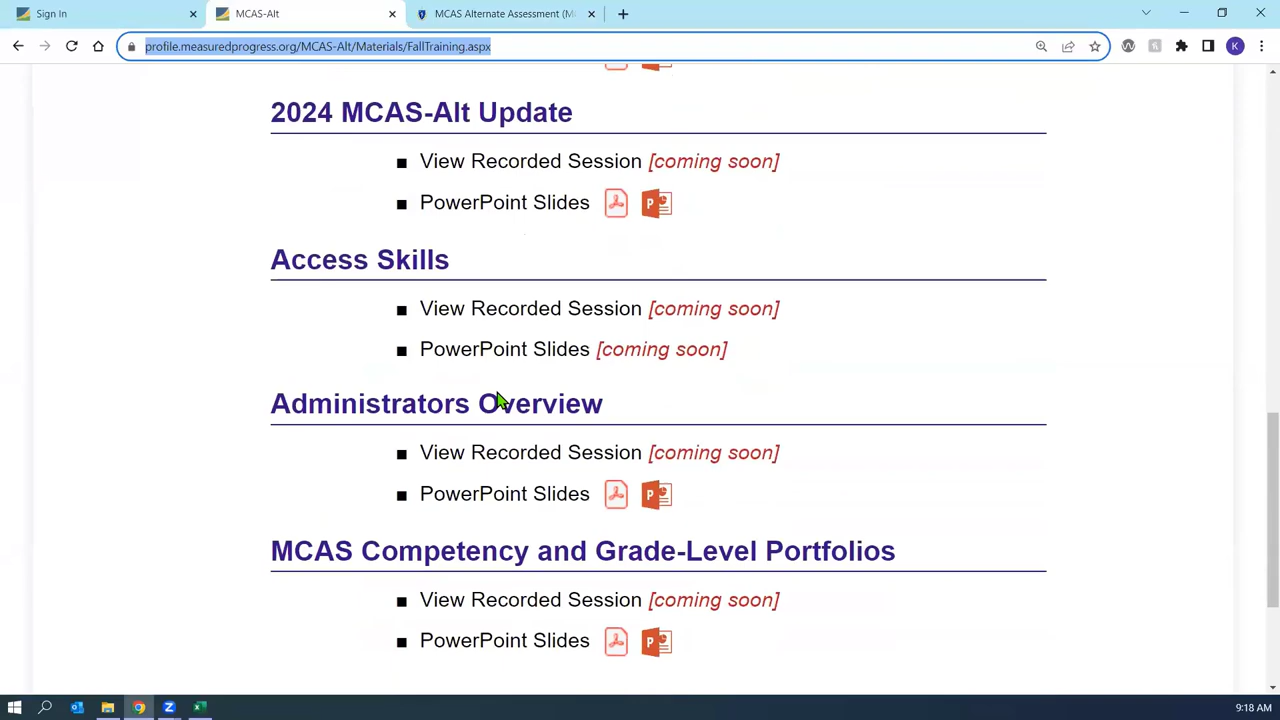 Sign In
MCAS-Alt
MCAS Alternate Assessment (M
profile.measuredprogress.org/MCAS-Alt/Materials/FallTraining.aspx
K
2024 MCAS-Alt Update
View Recorded Session [coming soon]
PowerPoint Slides
Access Skills
View Recorded Session [coming soon]
PowerPoint Slides [coming soon]
Administrators Overview
View Recorded Session [coming soon]
PowerPoint Slides
MCAS Competency and Grade-Level Portfolios
View Recorded Session [coming soon]
PowerPoint Slides
9:18 AM